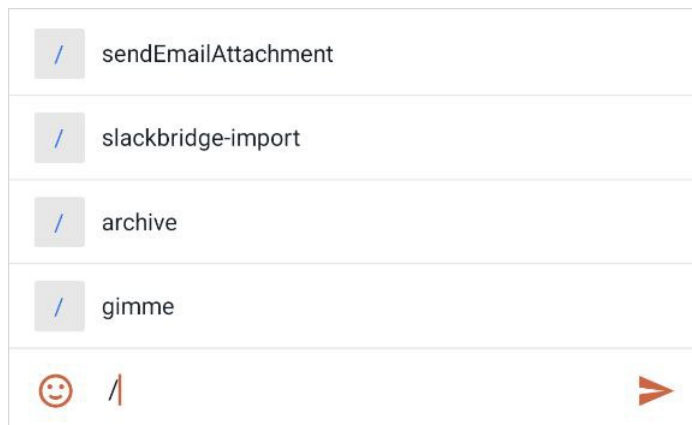 / sendEmailAttachment
/ slackbridge-import
/ archive
/ gimme
/